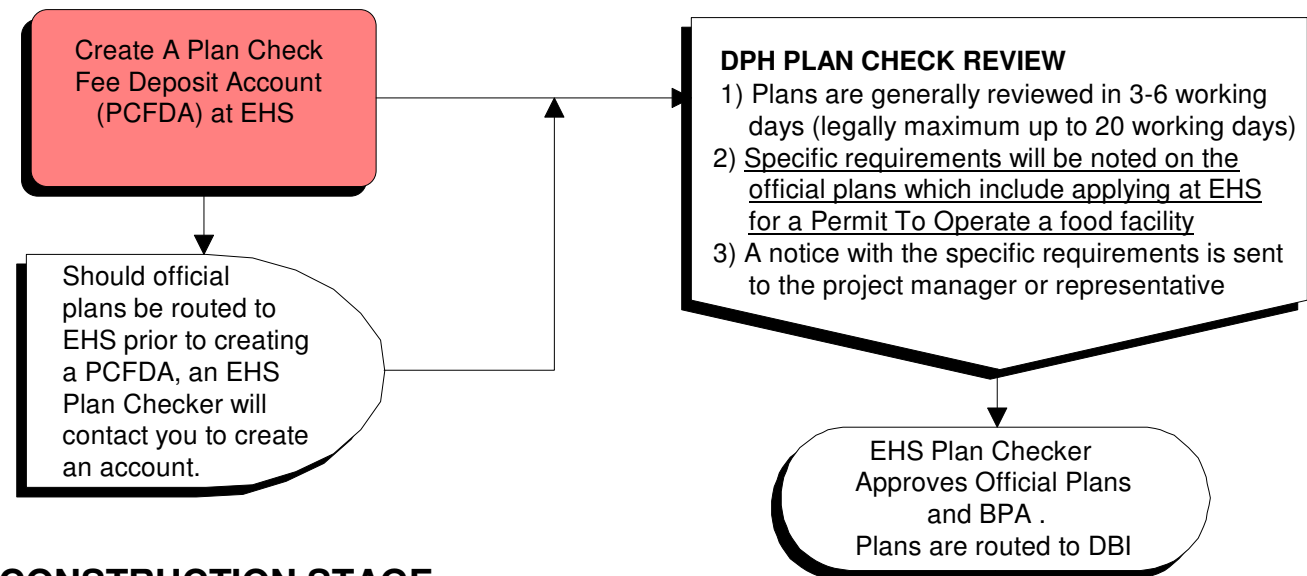 Create A Plan Check
Fee Deposit Account
(PCFDA) at EHS
Should official
plans be routed to
EHS prior to creating
a PCFDA, an EHS
Plan Checker will
contact you to create
an account.
DPH PLAN CHECK REVIEW
1) Plans are generally reviewed in 3-6 working
days (legally maximum up to 20 working days)
2) Specific requirements will be noted on the
official plans which include applying at EHS
for a Permit To Operate a food facility
3) A notice with the specific requirements is sent
to the project manager or representative
EHS Plan Checker
Approves Official Plans
and BPA .
Plans are routed to DBI
CONSTRUCTION STAGE